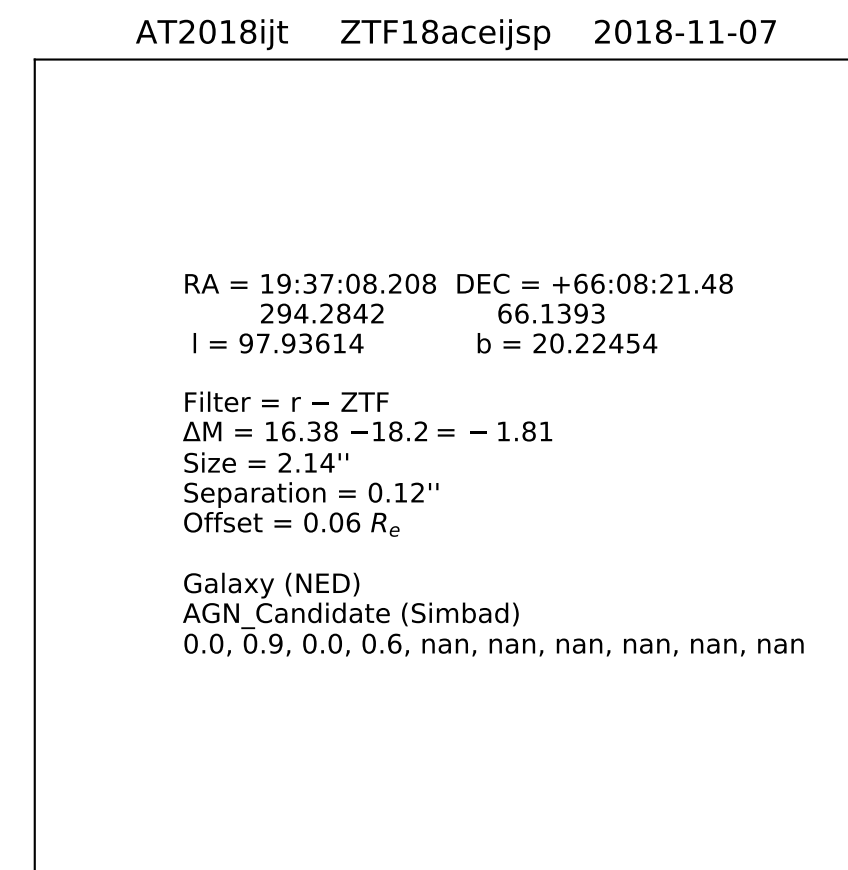 AT2018ijt ZTF18aceijsp 2018-11-07
RA = 19:37:08.208 DEC = +66:08:21.48
294.2842 66.1393
l = 97.93614 b = 20.22454
Filter = r − ZTF
ΔM = 16.38 −18.2 = − 1.81
Size = 2.14''
Separation = 0.12''
Offset = 0.06 Re
Galaxy (NED)
AGN_Candidate (Simbad)
0.0, 0.9, 0.0, 0.6, nan, nan, nan, nan, nan, nan